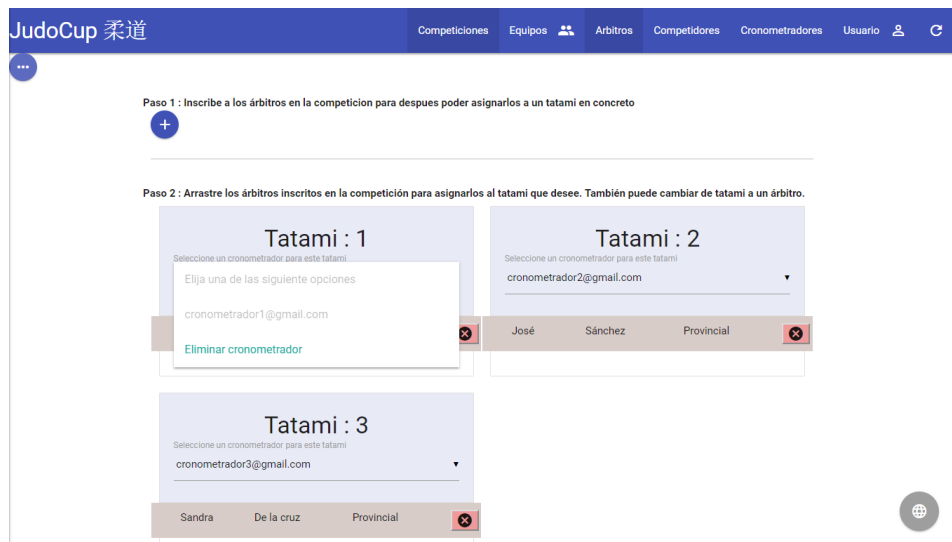 JudoCup 柔道
Competiciones Equipos Arbitros Competidores Cronometradores Usuario
Paso 1 : Inscribe a los árbitros en la competicion para despues poder asignarlos a un tatami en concreto
Paso 2 : Arrastre los árbitros inscritos en la competición para asignarlos al tatami que desee. También puede cambiar de tatami a un árbitro.
Tatami : 1
Seleccione un cronometrador para este tatami
Elija una de las siguiente opciones
cronometrador1@gmail.com
Eliminar cronometrador
Tatami : 2
Seleccione un cronometrador para este tatami
cronometrador2@gmail.com
José Sánchez Provincial
Tatami : 3
Seleccione un cronometrador para este tatami
cronometrador3@gmail.com
Sandra De la cruz Provincial